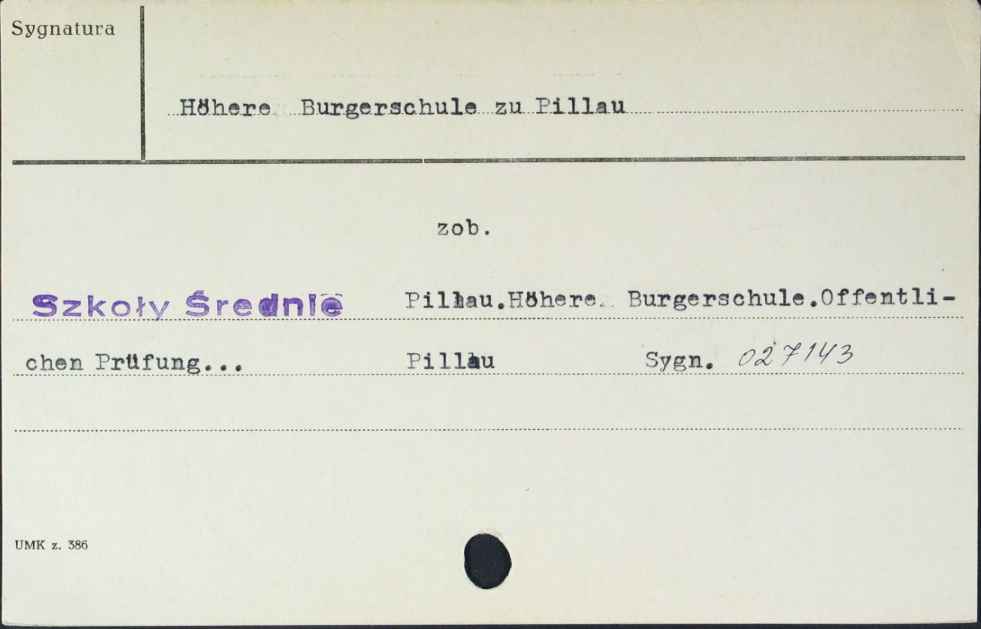 Sygnatura
Höhere Burgerschule zu Pillau
zob.
Szkoły Średnie Pillau.Höhere Burgerschule.Offentli-
chen Prüfung... Pillau Sygn. 027143
UMK z. 386